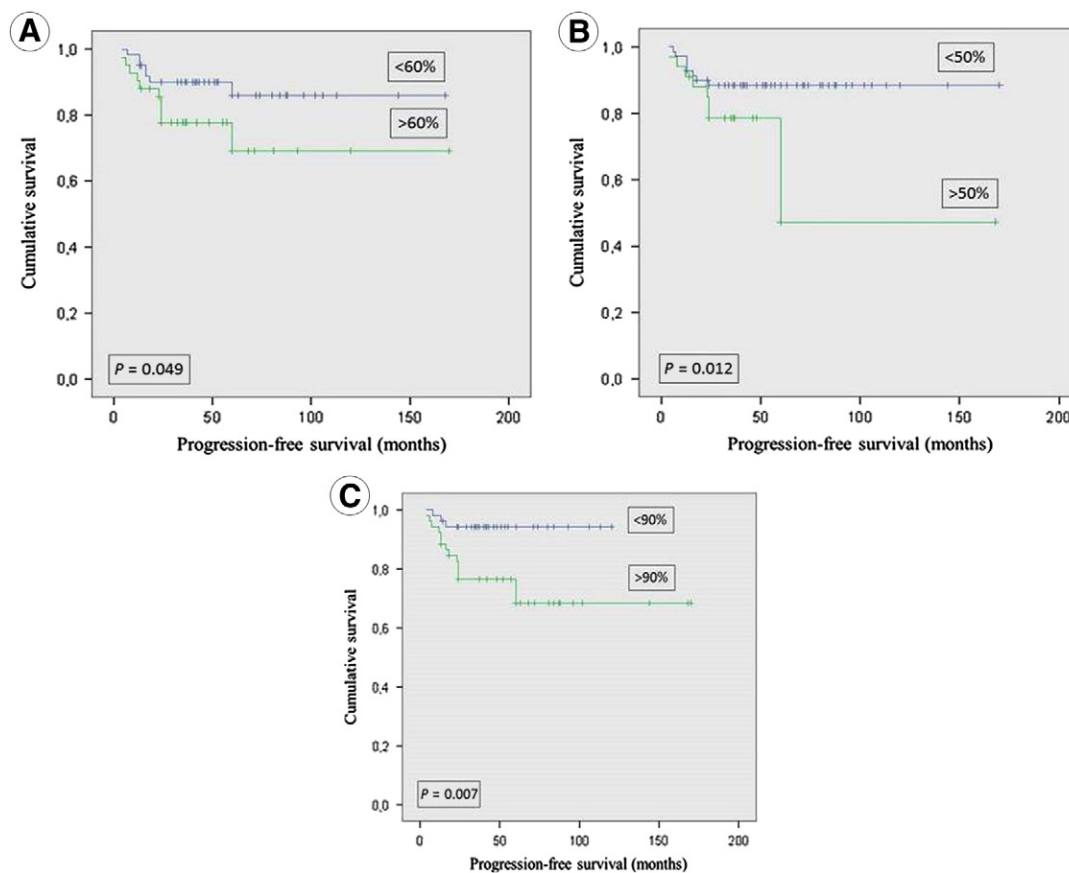 A
Cumulative survival
1,0
0,8
0,6
0,4
0,2
0,0
<60%
>60%
P = 0.049
0 50 100 150 200
Progression-free survival (months)
B
Cumulative survival
1,0
0,8
0,6
0,4
0,2
0,0
<50%
>50%
P = 0.012
0 50 100 150 200
Progression-free survival (months)
C
Cumulative survival
1,0
0,8
0,6
0,4
0,2
0,0
<90%
>90%
P = 0.007
0 50 100 150 200
Progression-free survival (months)